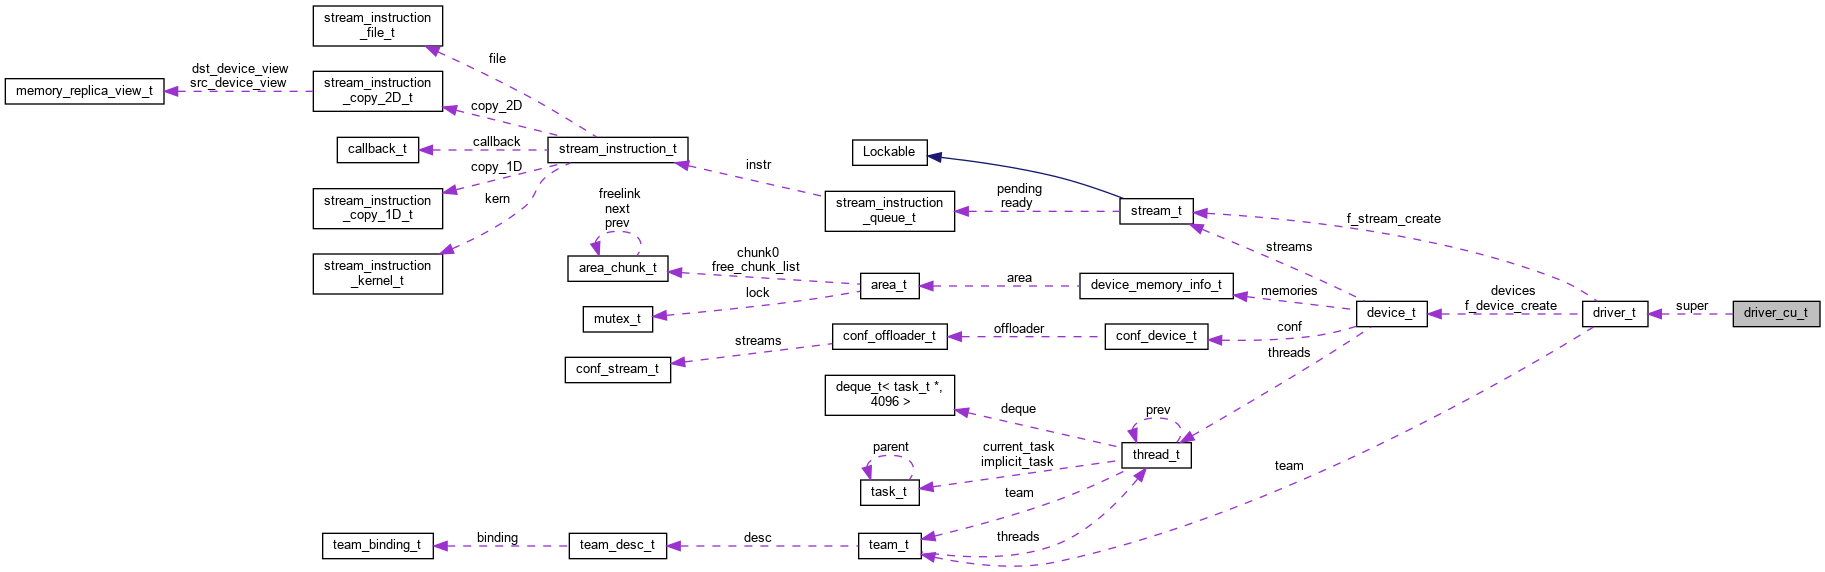 stream_instruction
_file_t
file
dst_device_view
src_device_view
memory_replica_view_t
stream_instruction
_copy_2D_t
copy_2D
callback_t
callback
stream_instruction_t
copy_1D
stream_instruction
_copy_1D_t
kern
stream_instruction
_kernel_t
instr
Lockable
stream_instruction
_queue_t
pending
ready
stream_t
f_stream_create
streams
freelink
next
prev
area_chunk_t
chunk0
free_chunk_list
area_t
area
device_memory_info_t
memories
lock
mutex_t
device_t
devices
f_device_create
driver_t
super
driver_cu_t
conf_offloader_t
offloader
conf_device_t
conf
streams
conf_stream_t
threads
deque_t< task_t *,
4096 >
deque
prev
thread_t
parent
task_t
current_task
implicit_task
team
team
threads
team_t
desc
team_desc_t
binding
team_binding_t